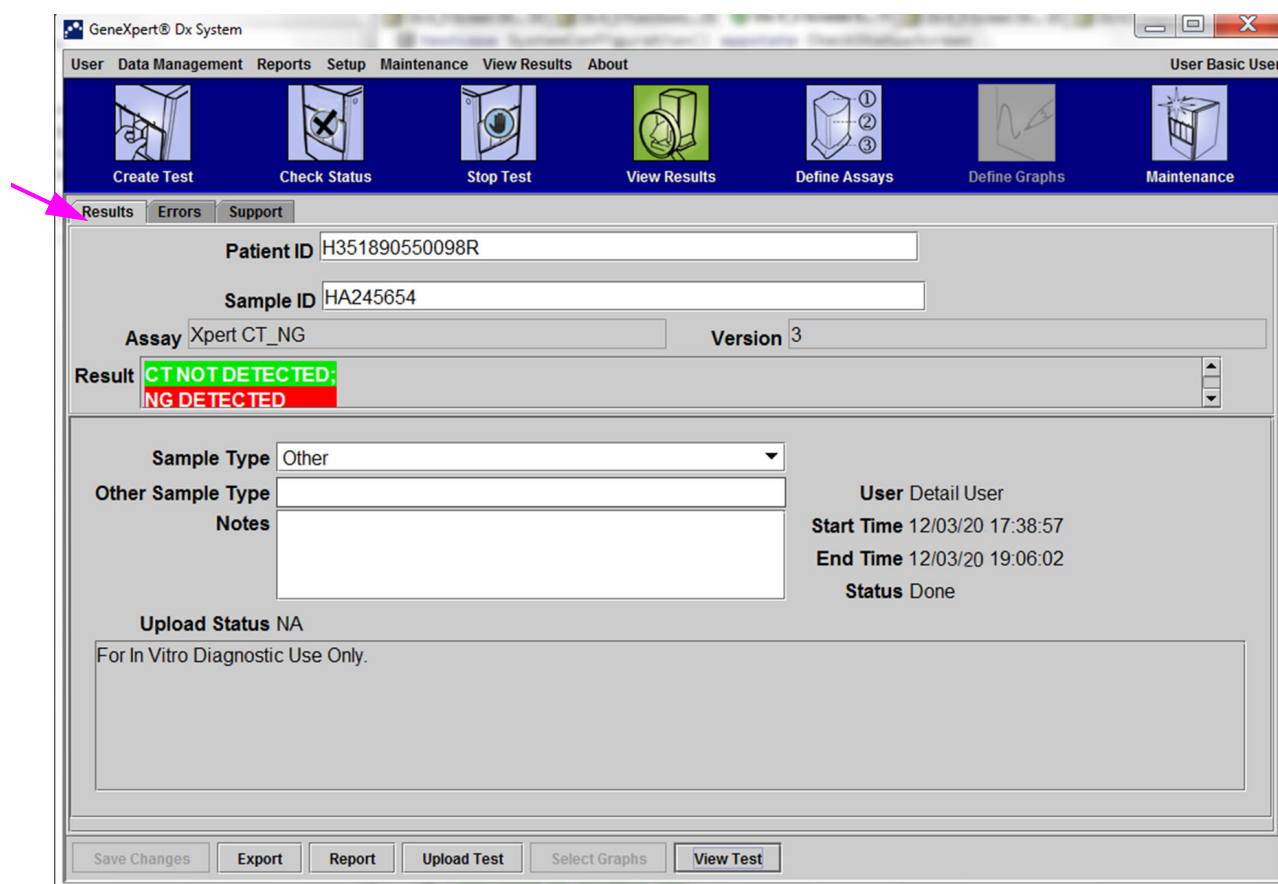 GeneXpert® Dx System
User Data Management Reports Setup Maintenance View Results About User Basic User
Create Test Check Status Stop Test View Results Define Assays Define Graphs Maintenance
Results Errors Support
Patient ID H351890550098R
Sample ID HA245654
Assay Xpert CT_NG Version 3
Result CT NOT DETECTED;
NG DETECTED
Sample Type Other
Other Sample Type User Detail User
Notes Start Time 12/03/20 17:38:57
End Time 12/03/20 19:06:02
Status Done
Upload Status NA
For In Vitro Diagnostic Use Only.
Save Changes Export Report Upload Test Select Graphs View Test